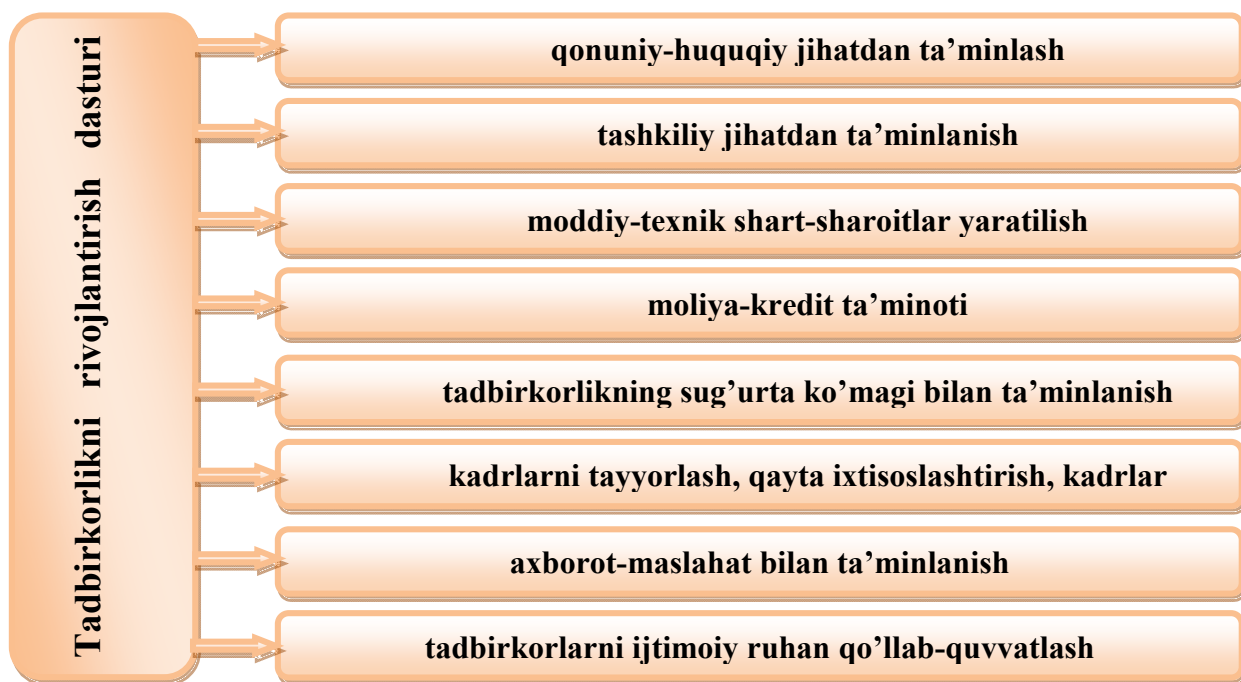 Tadbirkorlikni rivojlantirish dasturi
qonuniy-huquqiy jihatdan ta’minlash
tashkiliy jihatdan ta’minlanish
moddiy-texnik shart-sharoitlar yaratilish
moliya-kredit ta’minoti
tadbirkorlikning sug’urta ko’magi bilan ta’minlanish
kadrlarni tayyorlash, qayta ixtisoslashtirish, kadrlar
axborot-maslahat bilan ta’minlanish
tadbirkorlarni ijtimoiy ruhan qo’llab-quvvatlash